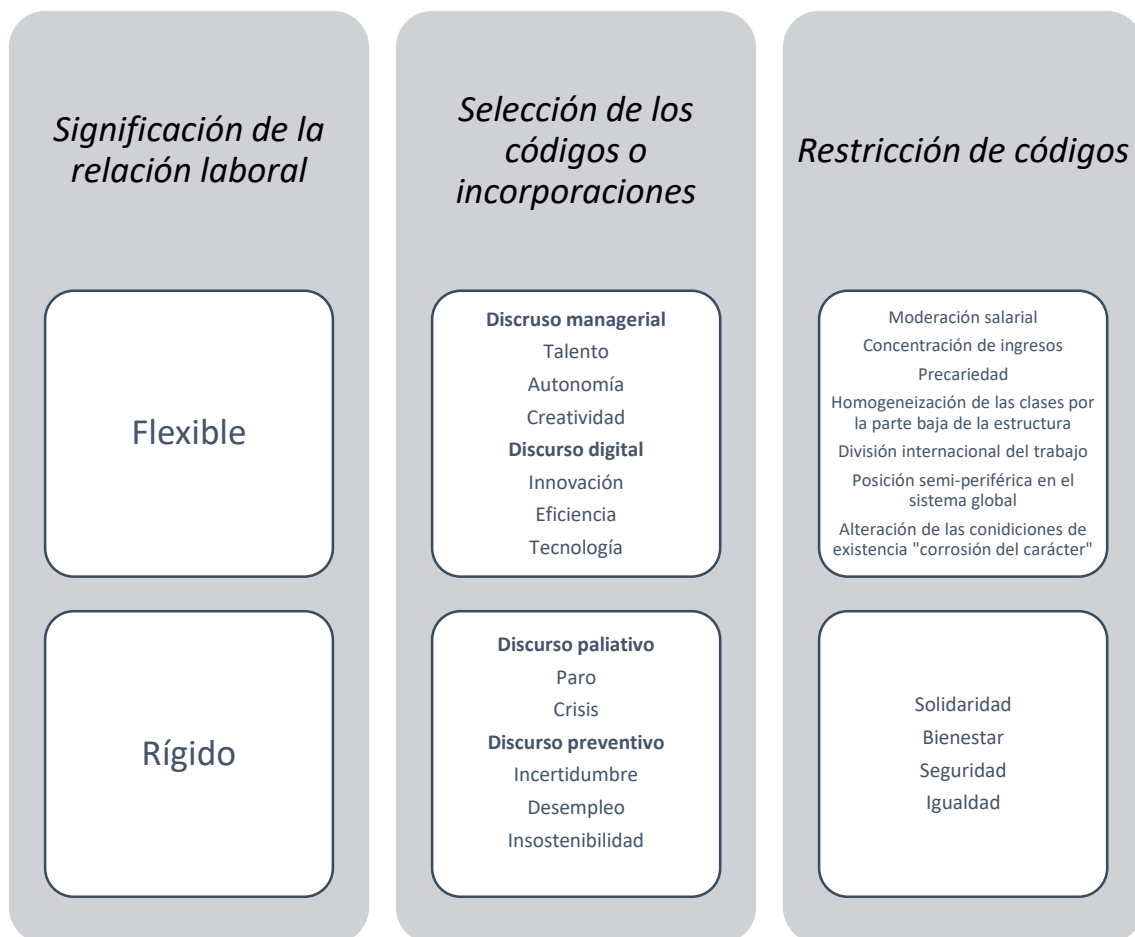 Significación de la
relación laboral
Flexible
Rígido
Selección de los
códigos o
incorporaciones
Discruso managerial
Talento
Autonomía
Creatividad
Discurso digital
Innovación
Eficiencia
Tecnología
Discurso paliativo
Paro
Crisis
Discurso preventivo
Incertidumbre
Desempleo
Insostenibilidad
Restricción de códigos
Moderación salarial
Concentración de ingresos
Precariedad
Homogeneización de las clases por
la parte baja de la estructura
División internacional del trabajo
Posición semi-periférica en el
sistema global
Alteración de las conidiciones de
existencia "corrosión del carácter"
Solidaridad
Bienestar
Seguridad
Igualdad